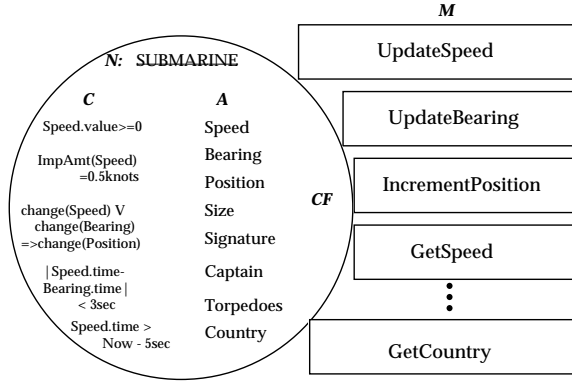 M
N: SUBMARINE
C
A
Speed.value>=0
ImpAmt(Speed)
=0.5knots
change(Speed) V
change(Bearing)
=>change(Position)
|Speed.time-
Bearing.time|
< 3sec
Speed.time >
Now - 5sec
Speed
Bearing
Position
Size
Signature
Captain
Torpedoes
Country
CF
UpdateSpeed
UpdateBearing
IncrementPosition
GetSpeed
GetCountry